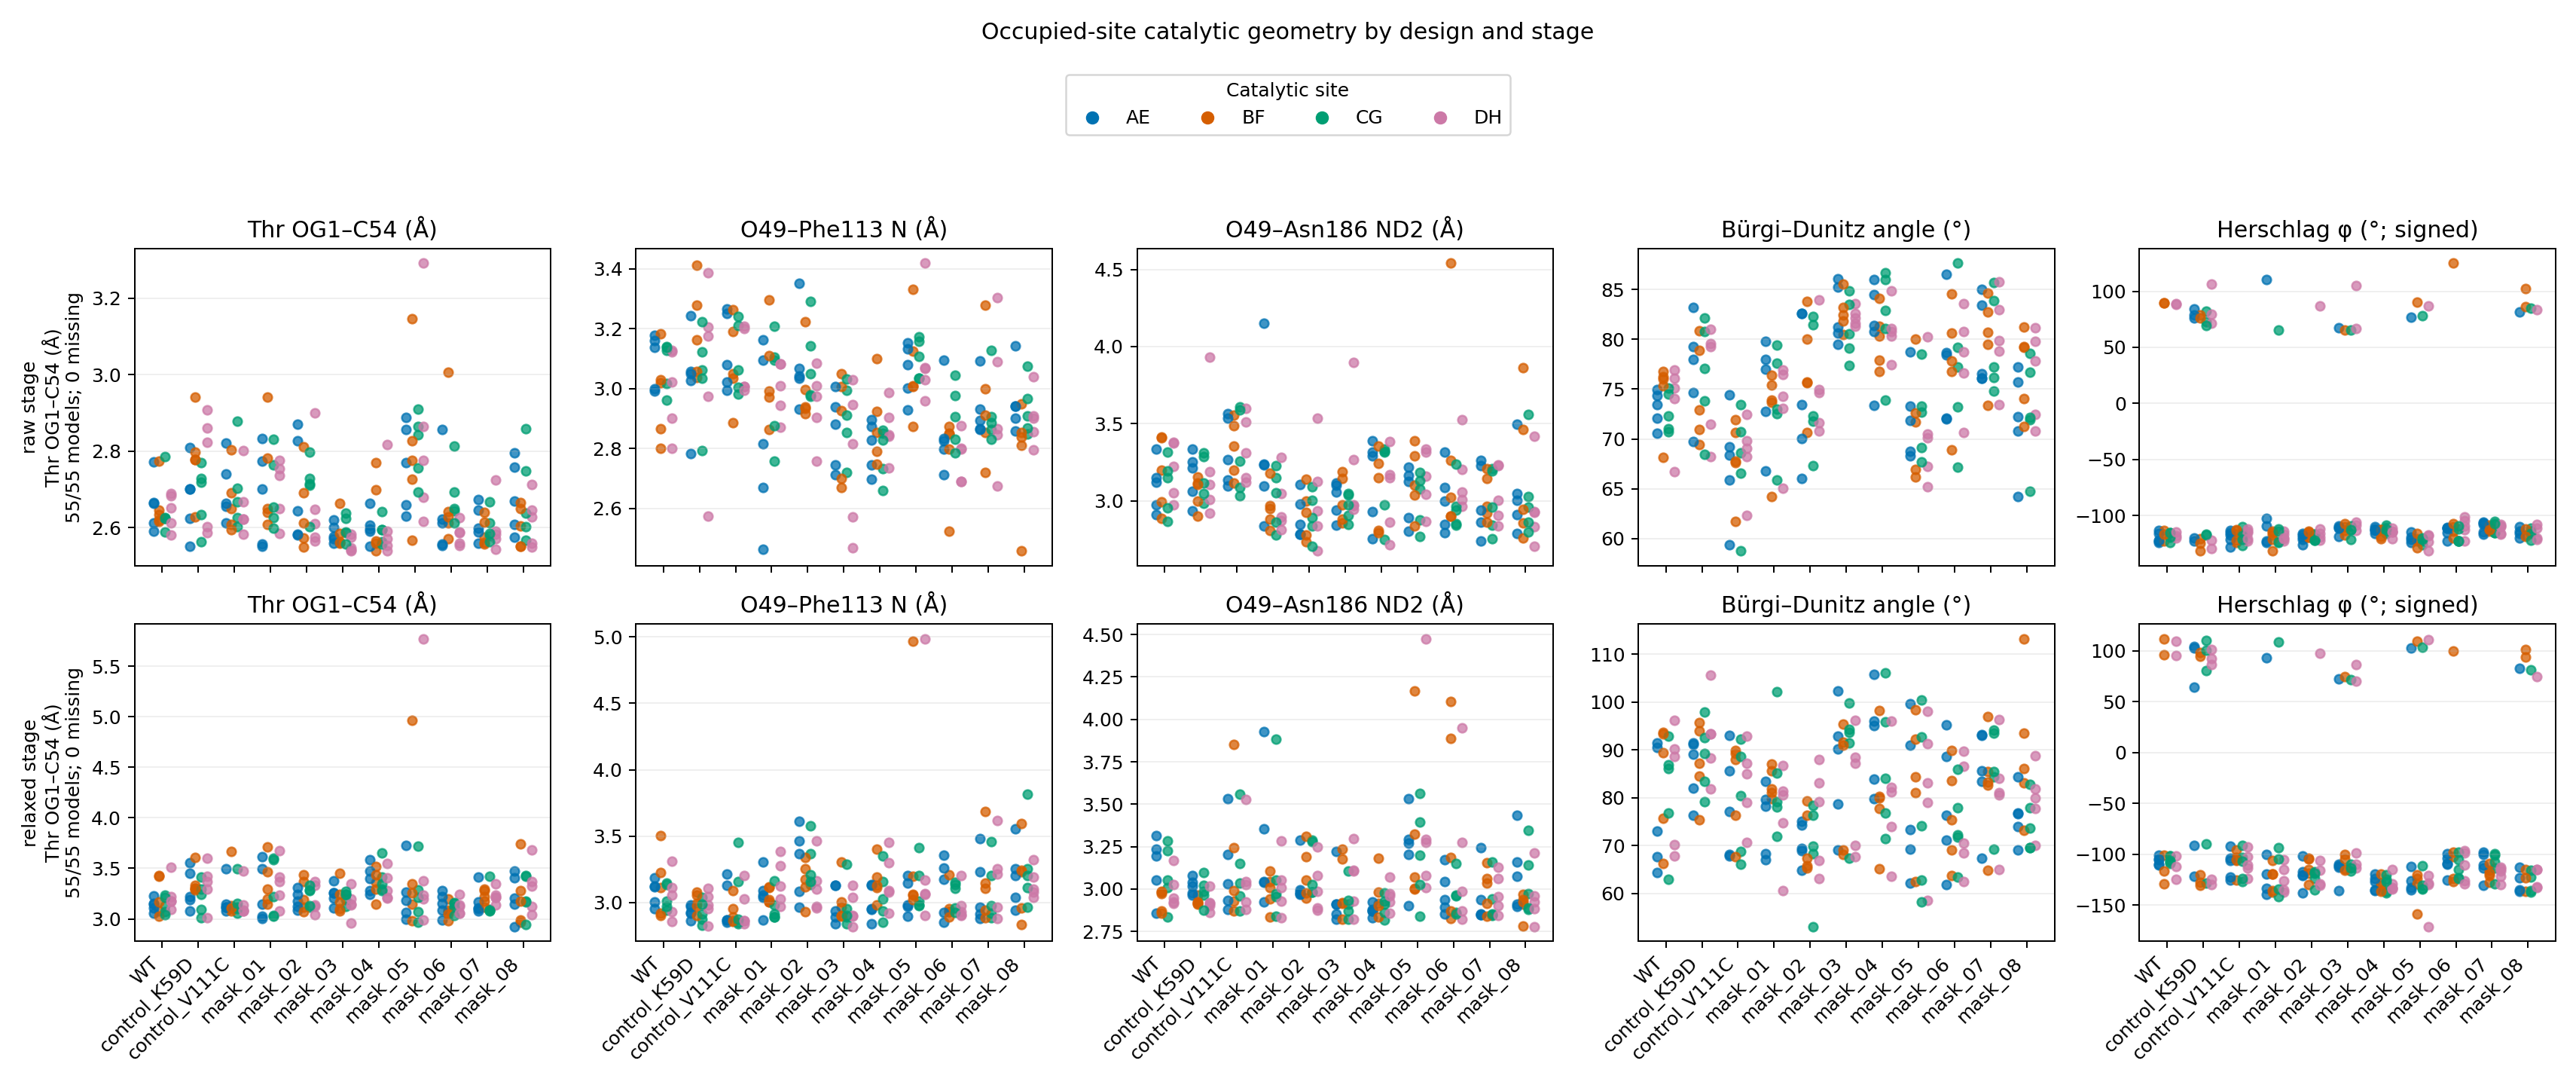 Occupied-site catalytic geometry by design and stage
Catalytic site
AE BF CG DH
Thr OG1–C54 (Å)
O49–Phe113 N (Å)
O49–Asn186 ND2 (Å)
Bürgi–Dunitz angle (°)
Herschlag φ (°; signed)
raw stage
Thr OG1–C54 (Å)
55/55 models; 0 missing
3.2
3.0
2.8
2.6
3.4
3.2
3.0
2.8
2.6
4.5
4.0
3.5
3.0
85
80
75
70
65
60
100
50
0
−50
−100
Thr OG1–C54 (Å)
O49–Phe113 N (Å)
O49–Asn186 ND2 (Å)
Bürgi–Dunitz angle (°)
Herschlag φ (°; signed)
relaxed stage
Thr OG1–C54 (Å)
55/55 models; 0 missing
5.5
5.0
4.5
4.0
3.5
3.0
5.0
4.5
4.0
3.5
3.0
4.50
4.25
4.00
3.75
3.50
3.25
3.00
2.75
110
100
90
80
70
60
100
50
0
−50
−100
−150
WT
control_K59D
control_V111C
mask_01
mask_02
mask_03
mask_04
mask_05
mask_06
mask_07
mask_08
WT
control_K59D
control_V111C
mask_01
mask_02
mask_03
mask_04
mask_05
mask_06
mask_07
mask_08
WT
control_K59D
control_V111C
mask_01
mask_02
mask_03
mask_04
mask_05
mask_06
mask_07
mask_08
WT
control_K59D
control_V111C
mask_01
mask_02
mask_03
mask_04
mask_05
mask_06
mask_07
mask_08
WT
control_K59D
control_V111C
mask_01
mask_02
mask_03
mask_04
mask_05
mask_06
mask_07
mask_08